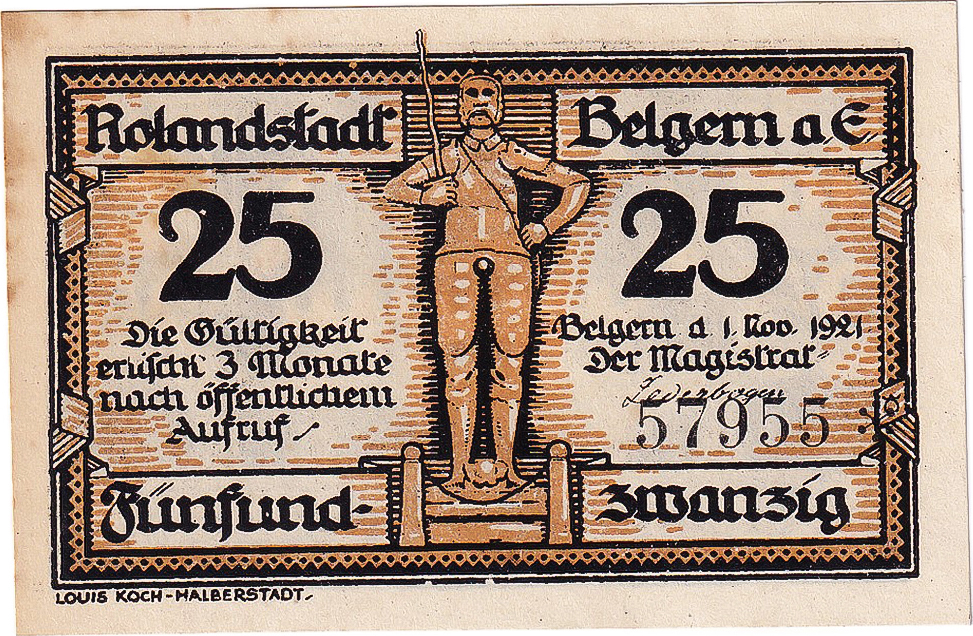 Rolandstadt
Belgern a E
25
25
Die Gültigkeit
erlischt 3 Monate
nach öffentlichem
Aufruf
Belgern d 1. Nov. 1921
Der Magistrat
Lederbogen
57955
Fünfund-
zwanzig
LOUIS KOCH-HALBERSTADT